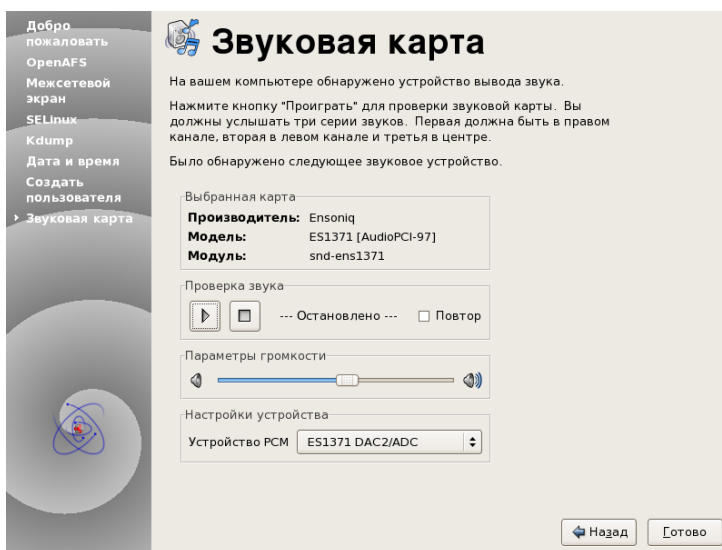 Добро
пожаловать
OpenAFS
Межсетевой
экран
SELinux
Kdump
Дата и время
Создать
пользователя
Звуковая карта
Звуковая карта
На вашем компьютере обнаружено устройство вывода звука.
Нажмите кнопку "Проиграть" для проверки звуковой карты. Вы
должны услышать три серии звуков. Первая должна быть в правом
канале, вторая в левом канале и третья в центре.
Было обнаружено следующее звуковое устройство.
Выбранная карта
Производитель: Ensoniq
Модель: ES1371 [AudioPCI-97]
Модуль: snd-ens1371
Проверка звука
--- Остановлено --- Повтор
Параметры громкости
Настройки устройства
Устройство PCM ES1371 DAC2/ADC
Назад Готово